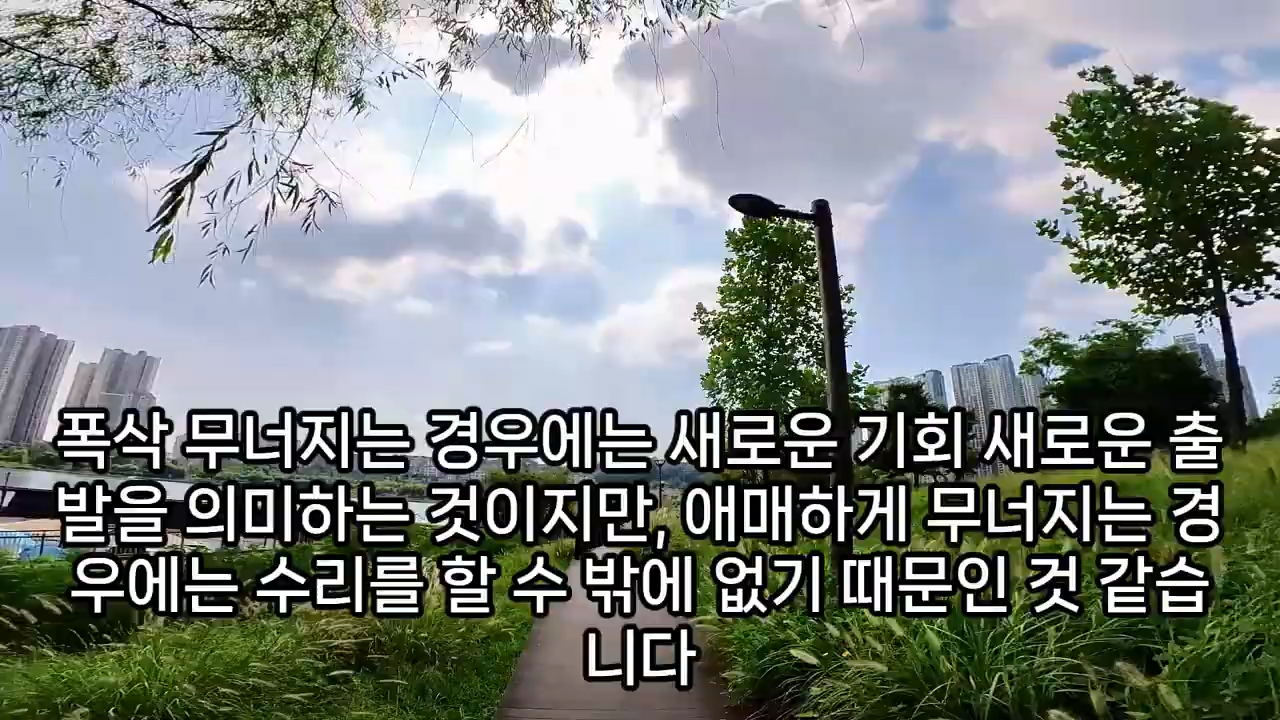 폭삭 무너지는 경우에는 새로운 기회 새로운 출
발을 의미하는 것이지만, 애매하게 무너지는 경
우에는 수리를 할 수 밖에 없기 때문인 것 같습
니다